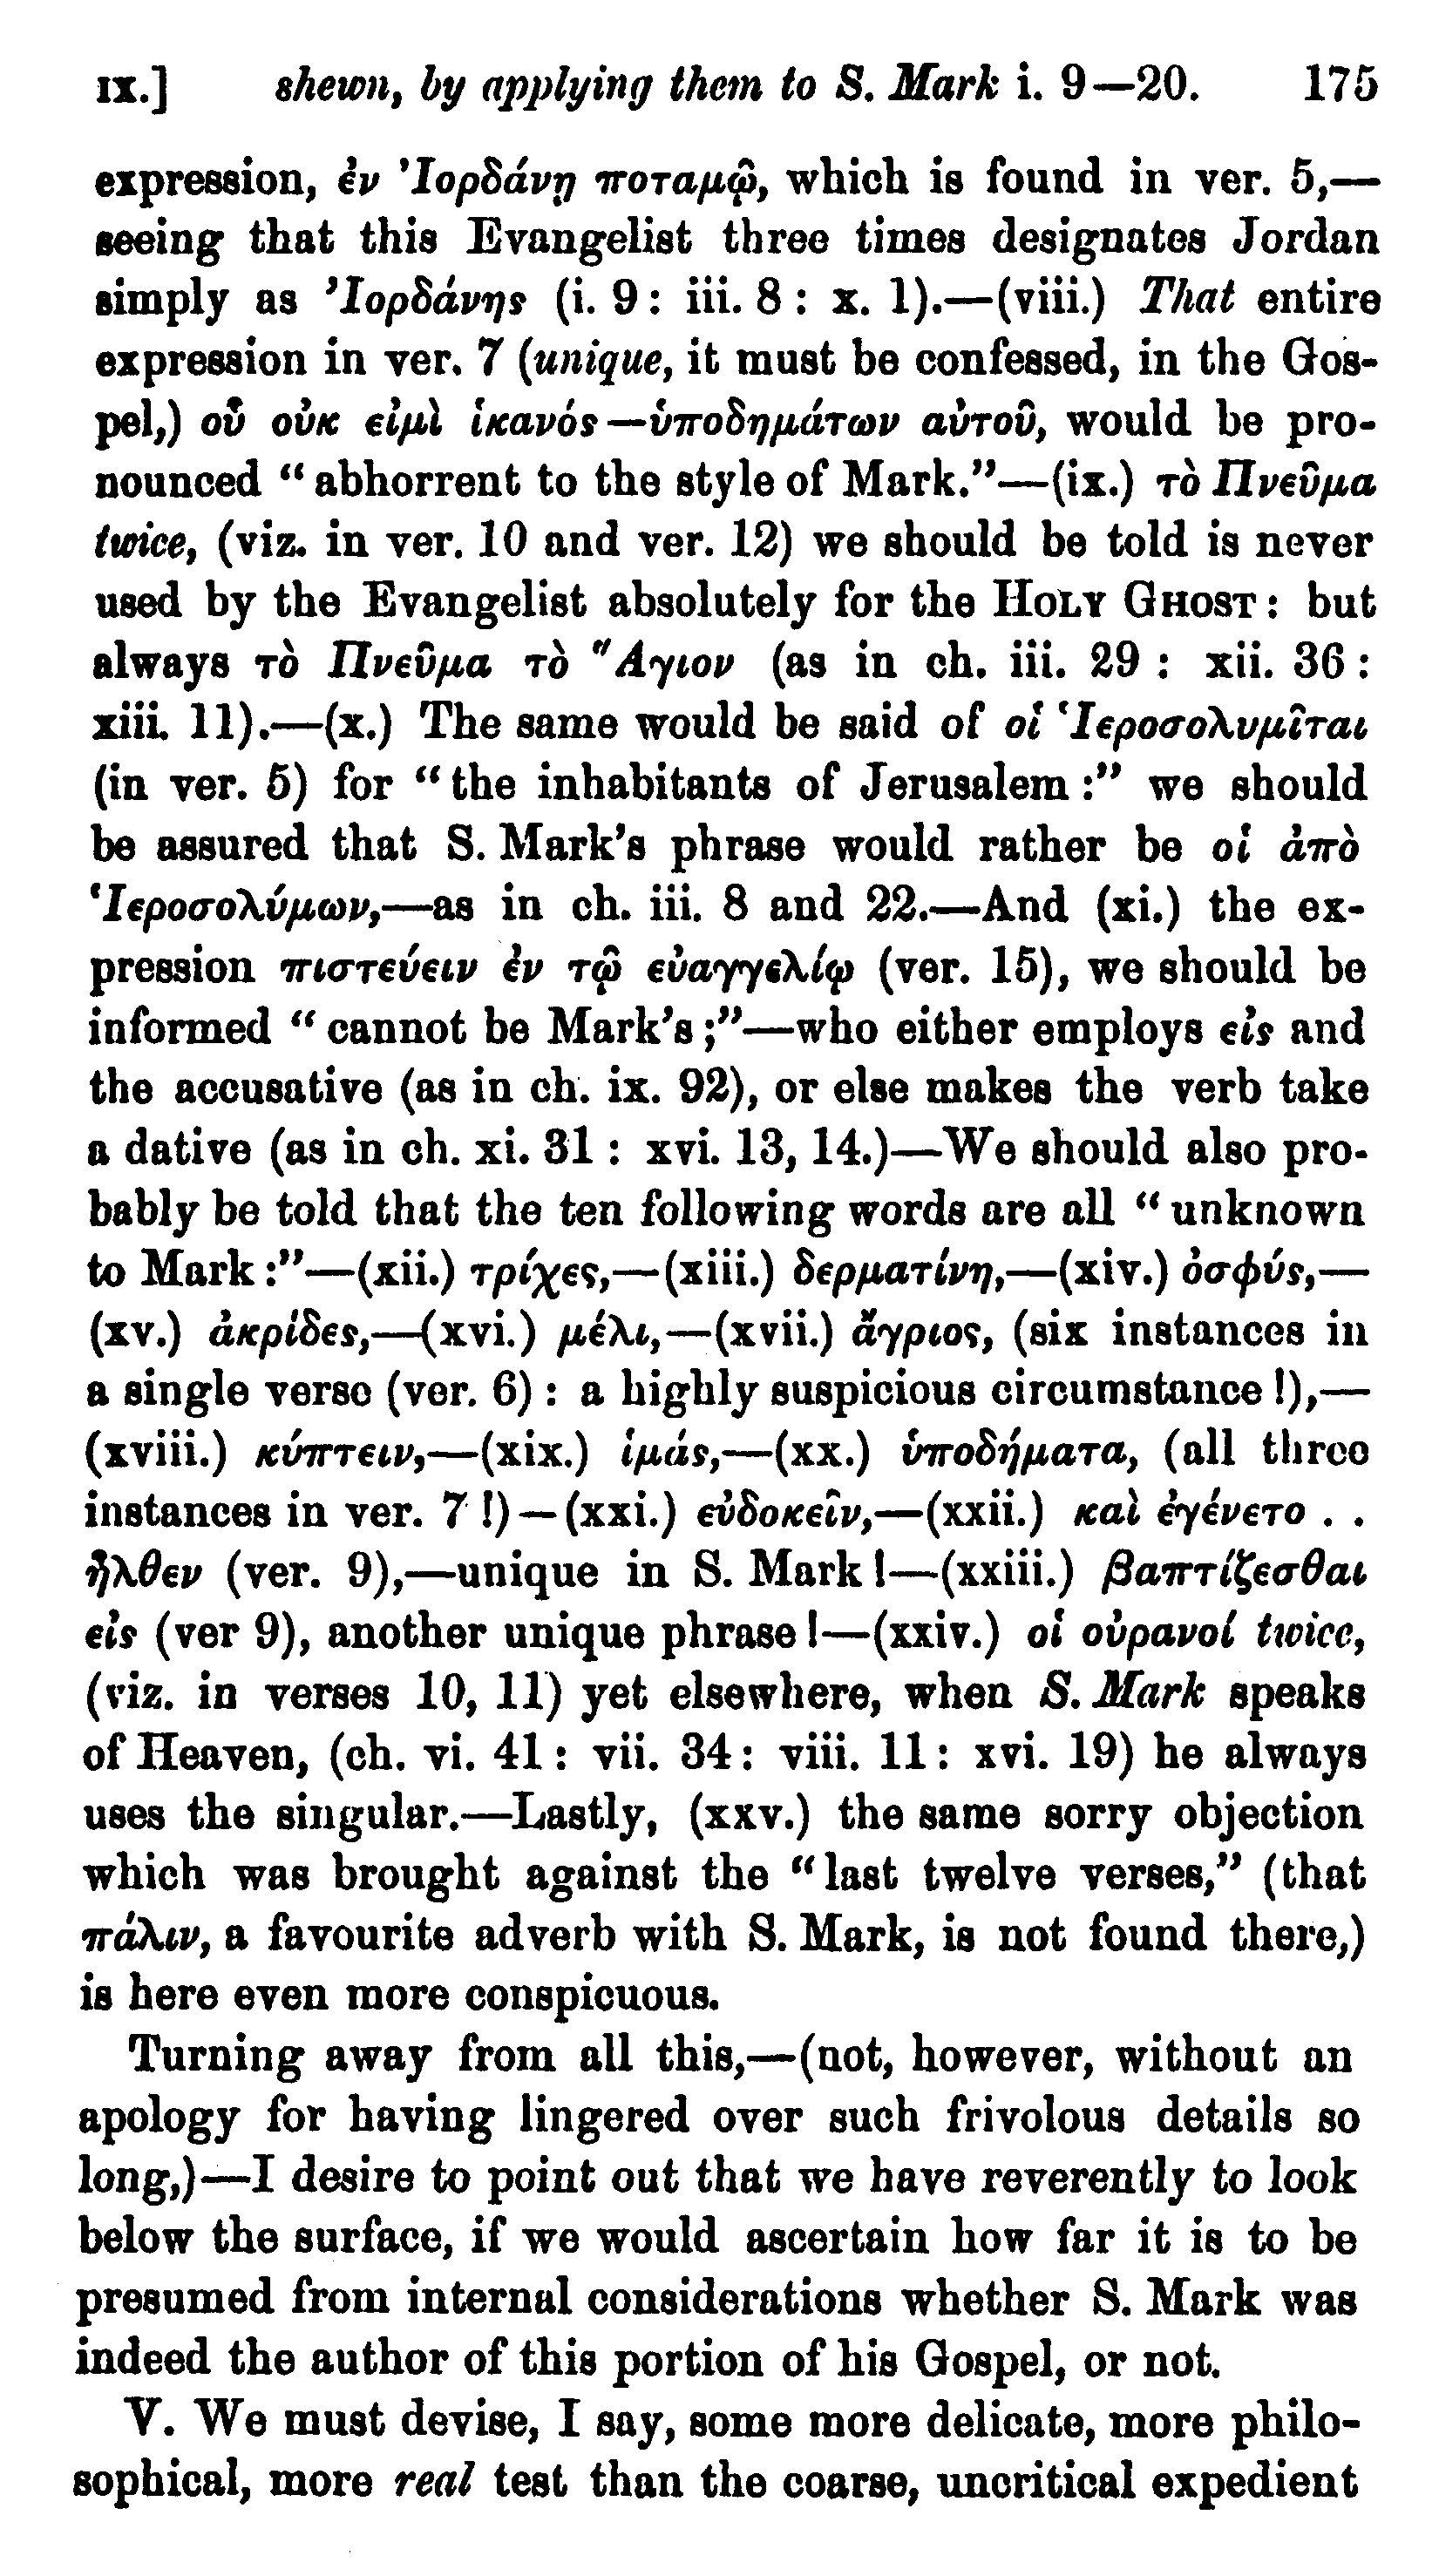 IX.] shewn, by applying them to S. Mark i. 9—20. 175
expression, ἐν Ἰορδάνῃ ποταμῷ, which is found in ver. 5,—
seeing that this Evangelist three times designates Jordan
simply as Ἰορδάνης (i. 9 : iii. 8 : x. 1).—(viii.) That entire
expression in ver. 7 (unique, it must be confessed, in the Gos-
pel,) οὗ οὐκ εἰμὶ ἱκανός—ὑποδημάτων αὐτοῦ, would be pro-
nounced “abhorrent to the style of Mark.”—(ix.) τὸ Πνεῦμα
twice, (viz. in ver. 10 and ver. 12) we should be told is never
used by the Evangelist absolutely for the HOLY GHOST : but
always τὸ Πνεῦμα τὸ Ἅγιον (as in ch. iii. 29 : xii. 36 :
xiii. 11).—(x.) The same would be said of οἱ Ἱεροσολυμῖται
(in ver. 5) for “the inhabitants of Jerusalem :” we should
be assured that S. Mark’s phrase would rather be οἱ ἀπὸ
Ἱεροσολύμων,—as in ch. iii. 8 and 22.—And (xi.) the ex-
pression πιστεύειν ἐν τῷ εὐαγγελίῳ (ver. 15), we should be
informed “cannot be Mark’s ;”—who either employs εἰς and
the accusative (as in ch. ix. 92), or else makes the verb take
a dative (as in ch. xi. 31 : xvi. 13, 14.)—We should also pro-
bably be told that the ten following words are all “unknown
to Mark :”—(xii.) τρίχες,—(xiii.) δερματίνη,—(xiv.) ὀσφύς,—
(xv.) ἀκρίδες,—(xvi.) μέλι,—(xvii.) ἄγριος, (six instances in
a single verse (ver. 6) : a highly suspicious circumstance !),—
(xviii.) κύπτειν,—(xix.) ἱμάς,—(xx.) ὑποδήματα, (all three
instances in ver. 7 !)—(xxi.) εὐδοκεῖν,—(xxii.) καὶ ἐγένετο . .
ἦλθεν (ver. 9),—unique in S. Mark !—(xxiii.) βαπτίζεσθαι
εἰς (ver 9), another unique phrase !—(xxiv.) οἱ οὐρανοί twice,
(viz. in verses 10, 11) yet elsewhere, when S. Mark speaks
of Heaven, (ch. vi. 41 : vii. 34 : viii. 11 : xvi. 19) he always
uses the singular.—Lastly, (xxv.) the same sorry objection
which was brought against the “last twelve verses,” (that
πάλιν, a favourite adverb with S. Mark, is not found there,)
is here even more conspicuous.
Turning away from all this,—(not, however, without an
apology for having lingered over such frivolous details so
long,)—I desire to point out that we have reverently to look
below the surface, if we would ascertain how far it is to be
presumed from internal considerations whether S. Mark was
indeed the author of this portion of his Gospel, or not.
V. We must devise, I say, some more delicate, more philo-
sophical, more real test than the coarse, uncritical expedient